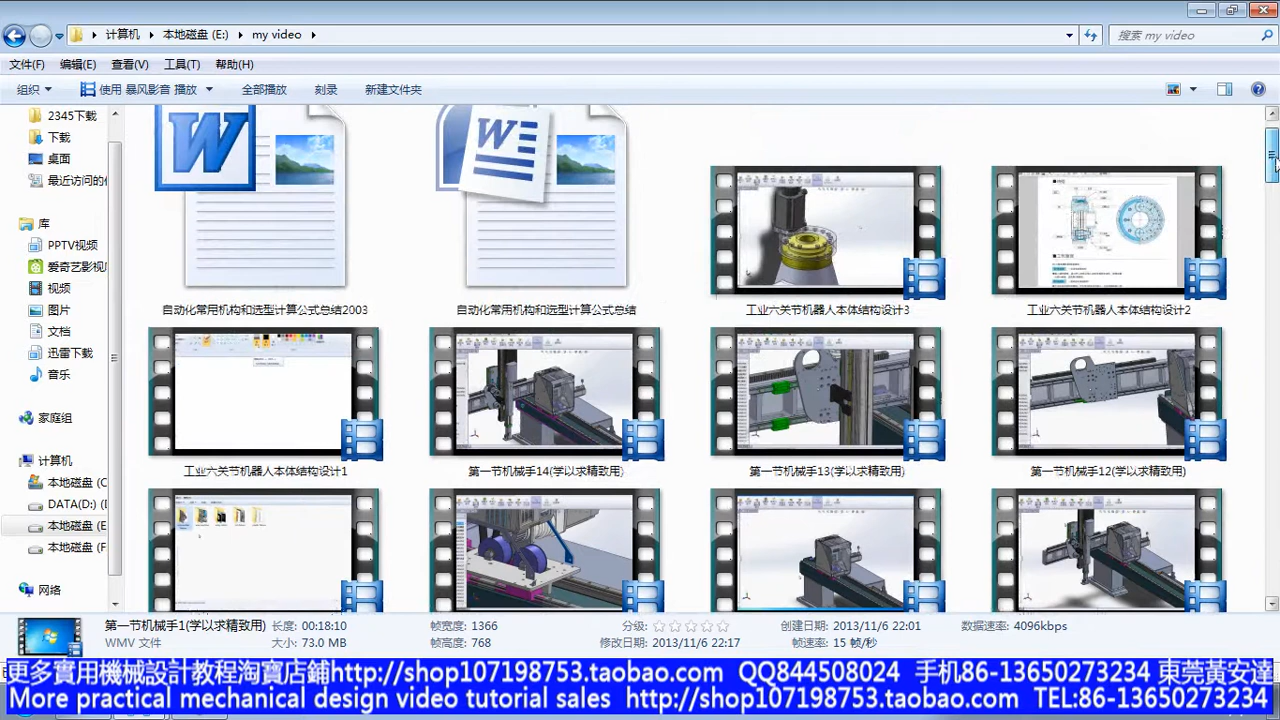 计算机 ▸ 本地磁盘 (E:) ▸ my video ▸
搜索 my video
文件(F) 编辑(E) 查看(V) 工具(T) 帮助(H)
组织 使用 暴风影音 播放 全部播放 刻录 新建文件夹
2345下载
下载
桌面
最近访问的
库
PPTV视频
爱奇艺影视
视频
图片
文档
迅雷下载
音乐
家庭组
计算机
本地磁盘 (C
DATA(D:) (
本地磁盘 (E
本地磁盘 (F
网络
自动化常用机构和选型计算公式总结2003
自动化常用机构和选型计算公式总结
工业六关节机器人本体结构设计3
工业六关节机器人本体结构设计2
工业六关节机器人本体结构设计1
第一节机械手14(学以求精致用)
第一节机械手13(学以求精致用)
第一节机械手12(学以求精致用)
第一节机械手1(学以求精致用) 长度: 00:18:10 帧宽度: 1366 分级: 创建日期: 2013/11/6 22:01 数据速率: 4096kbps
WMV 文件 大小: 73.0 MB 帧高度: 768 修改日期: 2013/11/6 22:17 帧速率: 15 帧/秒
更多實用機械設計教程淘寶店鋪http://shop107198753.taobao.com QQ844508024 手机86-13650273234 東莞黃安達
More practical mechanical design video tutorial sales http://shop107198753.taobao.com TEL:86-13650273234